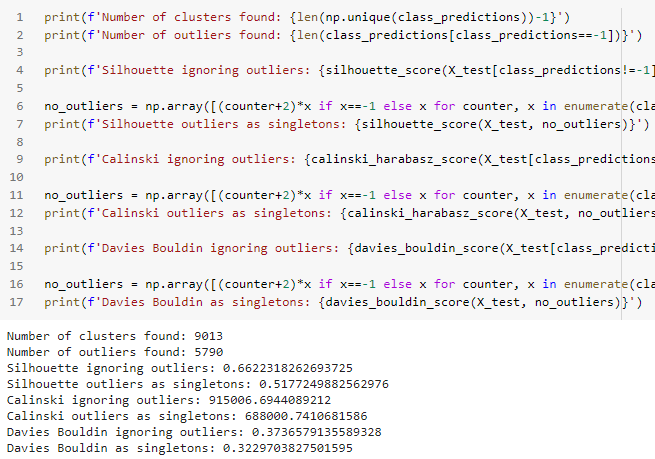 1 print(f'Number of clusters found: {len(np.unique(class_predictions))-1}')
2 print(f'Number of outliers found: {len(class_predictions[class_predictions==-1])}')
3
4 print(f'Silhouette ignoring outliers: {silhouette_score(X_test[class_predictions!=-1]
5
6 no_outliers = np.array([(counter+2)*x if x==-1 else x for counter, x in enumerate(cla
7 print(f'Silhouette outliers as singletons: {silhouette_score(X_test, no_outliers)}')
8
9 print(f'Calinski ignoring outliers: {calinski_harabasz_score(X_test[class_predictions
10
11 no_outliers = np.array([(counter+2)*x if x==-1 else x for counter, x in enumerate(cla
12 print(f'Calinski outliers as singletons: {calinski_harabasz_score(X_test, no_outliers
13
14 print(f'Davies Bouldin ignoring outliers: {davies_bouldin_score(X_test[class_predicti
15
16 no_outliers = np.array([(counter+2)*x if x==-1 else x for counter, x in enumerate(cla
17 print(f'Davies Bouldin as singletons: {davies_bouldin_score(X_test, no_outliers)}')
Number of clusters found: 9013
Number of outliers found: 5790
Silhouette ignoring outliers: 0.6622318262693725
Silhouette outliers as singletons: 0.5177249882562976
Calinski ignoring outliers: 915006.6944089212
Calinski outliers as singletons: 688000.7410681586
Davies Bouldin ignoring outliers: 0.3736579135589328
Davies Bouldin as singletons: 0.3229703827501595